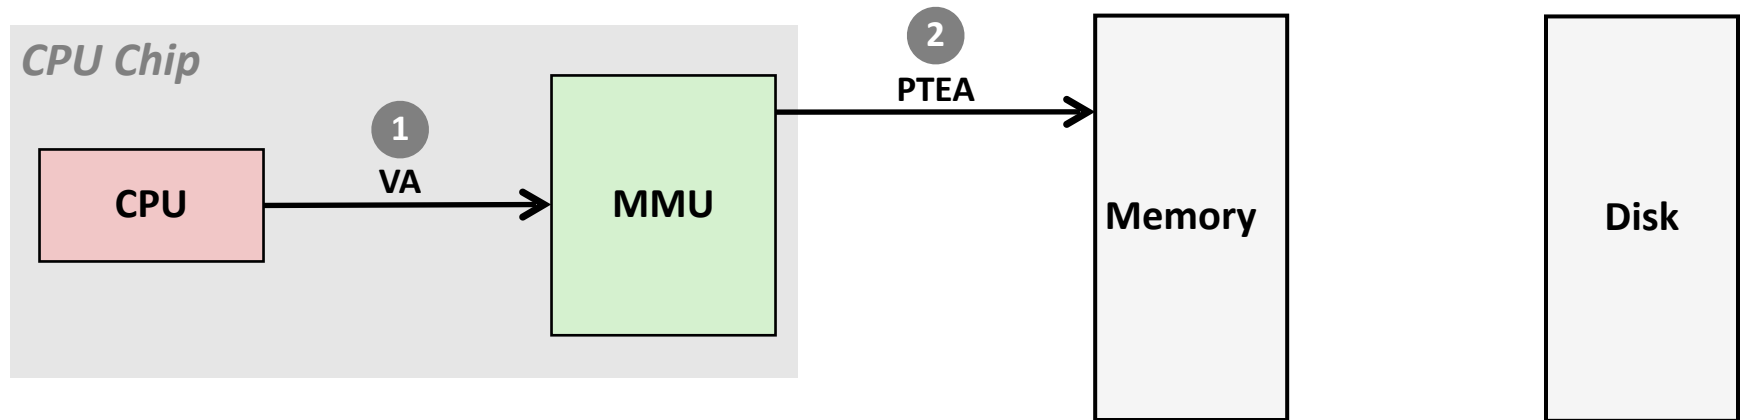 CPU Chip
1
VA
CPU
MMU
2
PTEA
Memory
Disk